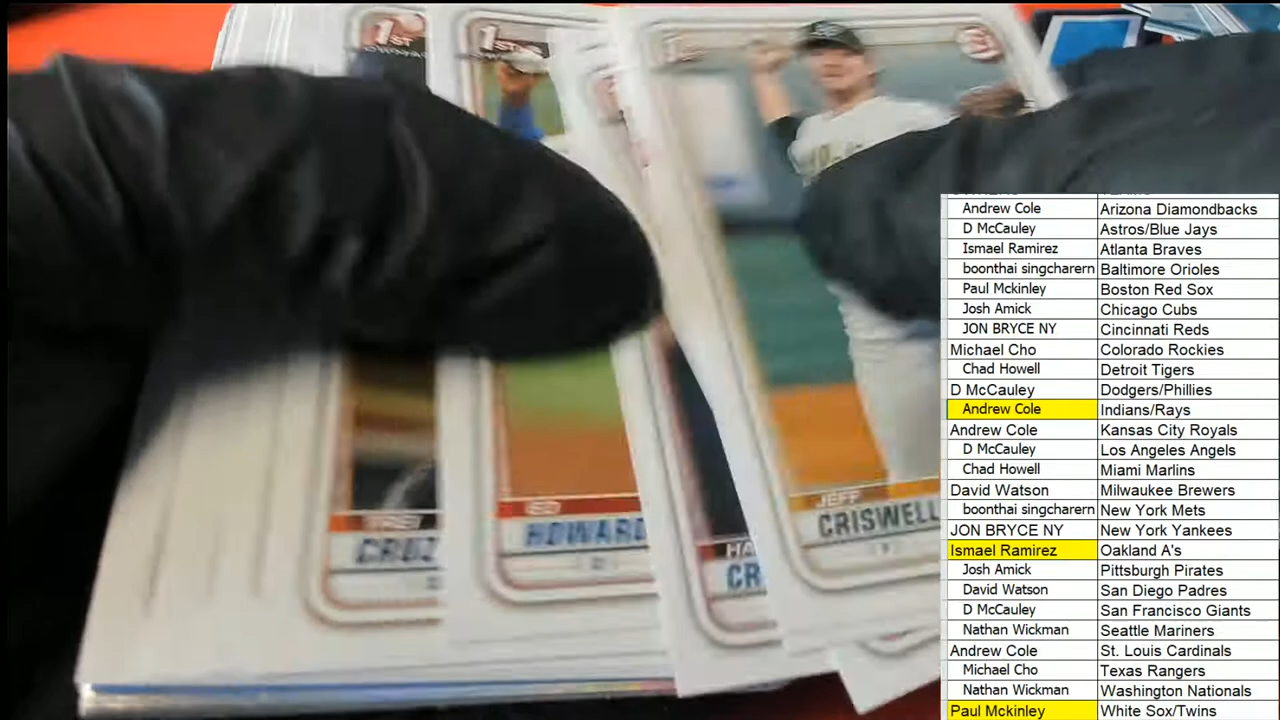 1ST
1ST
JEFF
CRISWELL
CRUZ
ED
HOWARD
HA
CR
Andrew Cole Arizona Diamondbacks
D McCauley Astros/Blue Jays
Ismael Ramirez Atlanta Braves
boonthai singcharern Baltimore Orioles
Paul Mckinley Boston Red Sox
Josh Amick Chicago Cubs
JON BRYCE NY Cincinnati Reds
Michael Cho Colorado Rockies
Chad Howell Detroit Tigers
D McCauley Dodgers/Phillies
Andrew Cole Indians/Rays
Andrew Cole Kansas City Royals
D McCauley Los Angeles Angels
Chad Howell Miami Marlins
David Watson Milwaukee Brewers
boonthai singcharern New York Mets
JON BRYCE NY New York Yankees
Ismael Ramirez Oakland A's
Josh Amick Pittsburgh Pirates
David Watson San Diego Padres
D McCauley San Francisco Giants
Nathan Wickman Seattle Mariners
Andrew Cole St. Louis Cardinals
Michael Cho Texas Rangers
Nathan Wickman Washington Nationals
Paul Mckinley White Sox/Twins